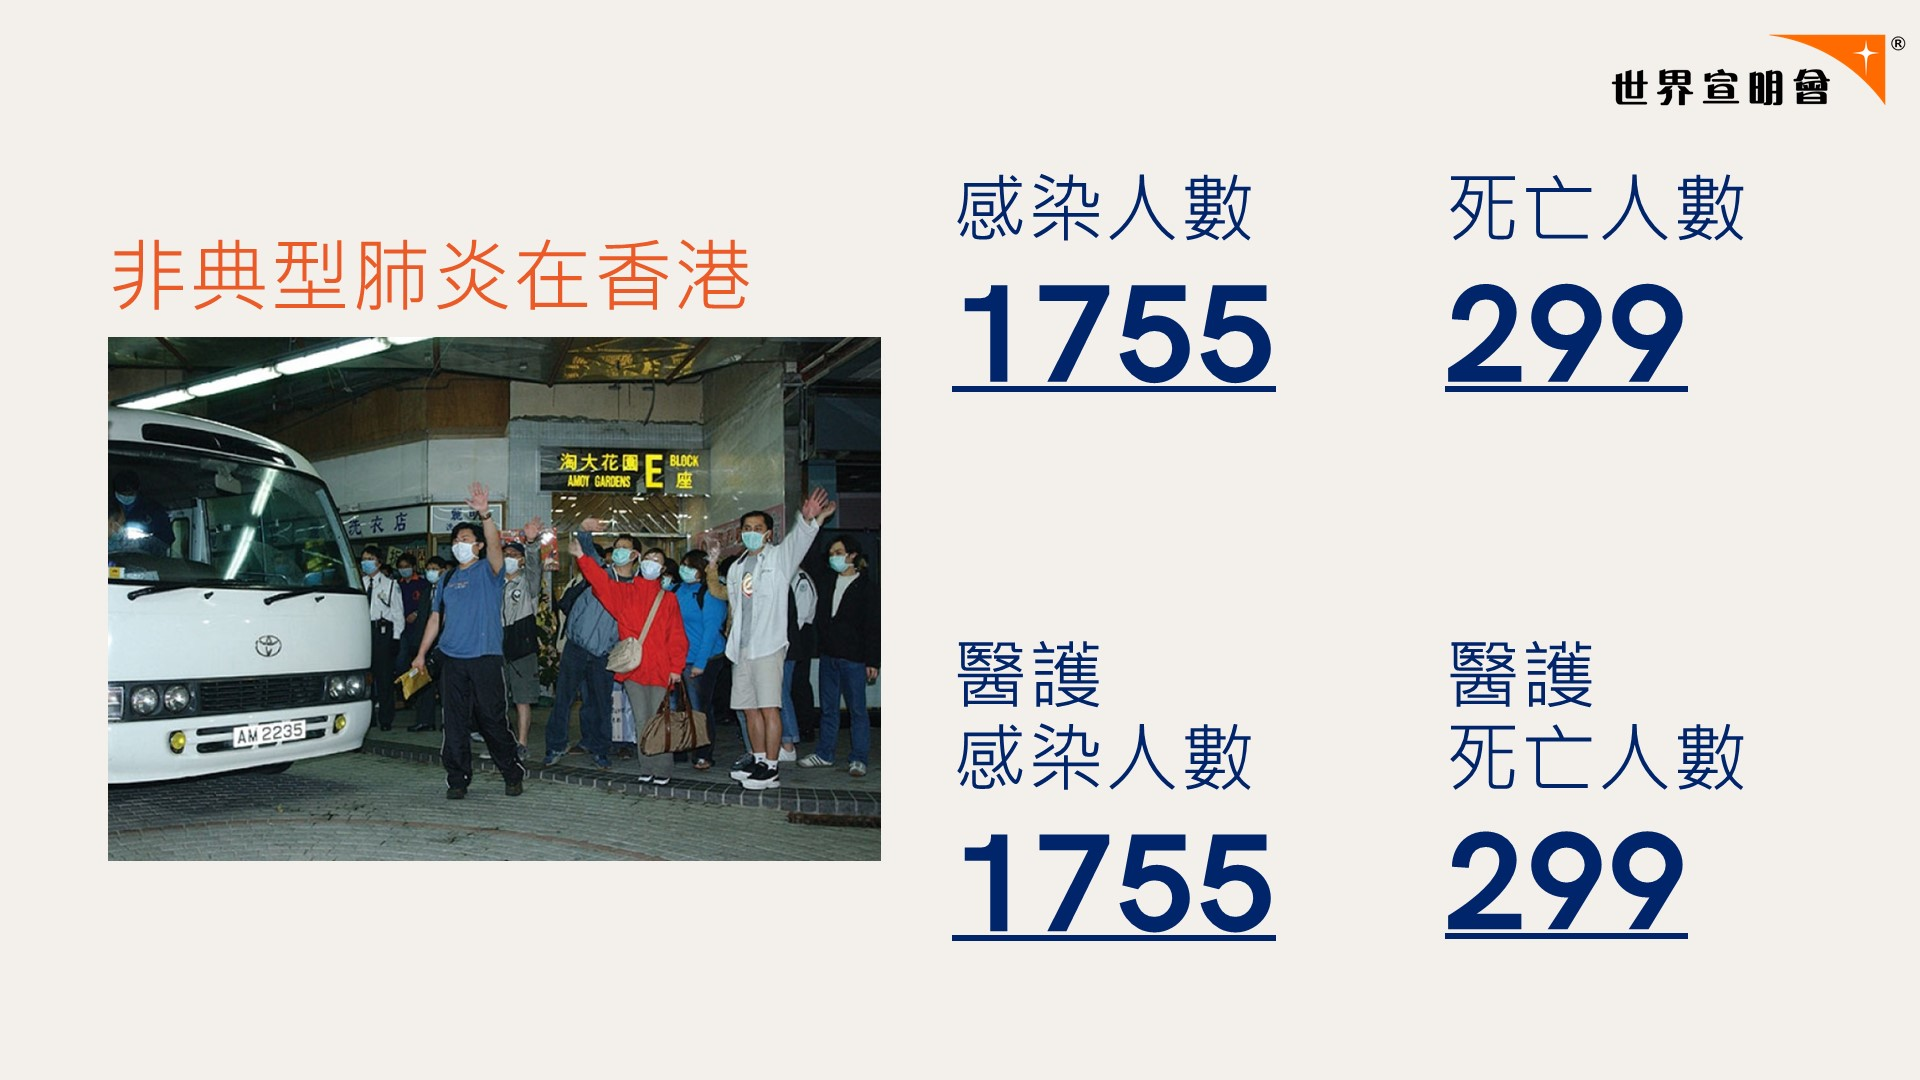 世界宣明會®
非典型肺炎在香港
淘大花園 E BLOCK
AMOY GARDENS 座
洗衣店
AM 2235
感染人數
1755
死亡人數
299
醫護
感染人數
1755
醫護
死亡人數
299